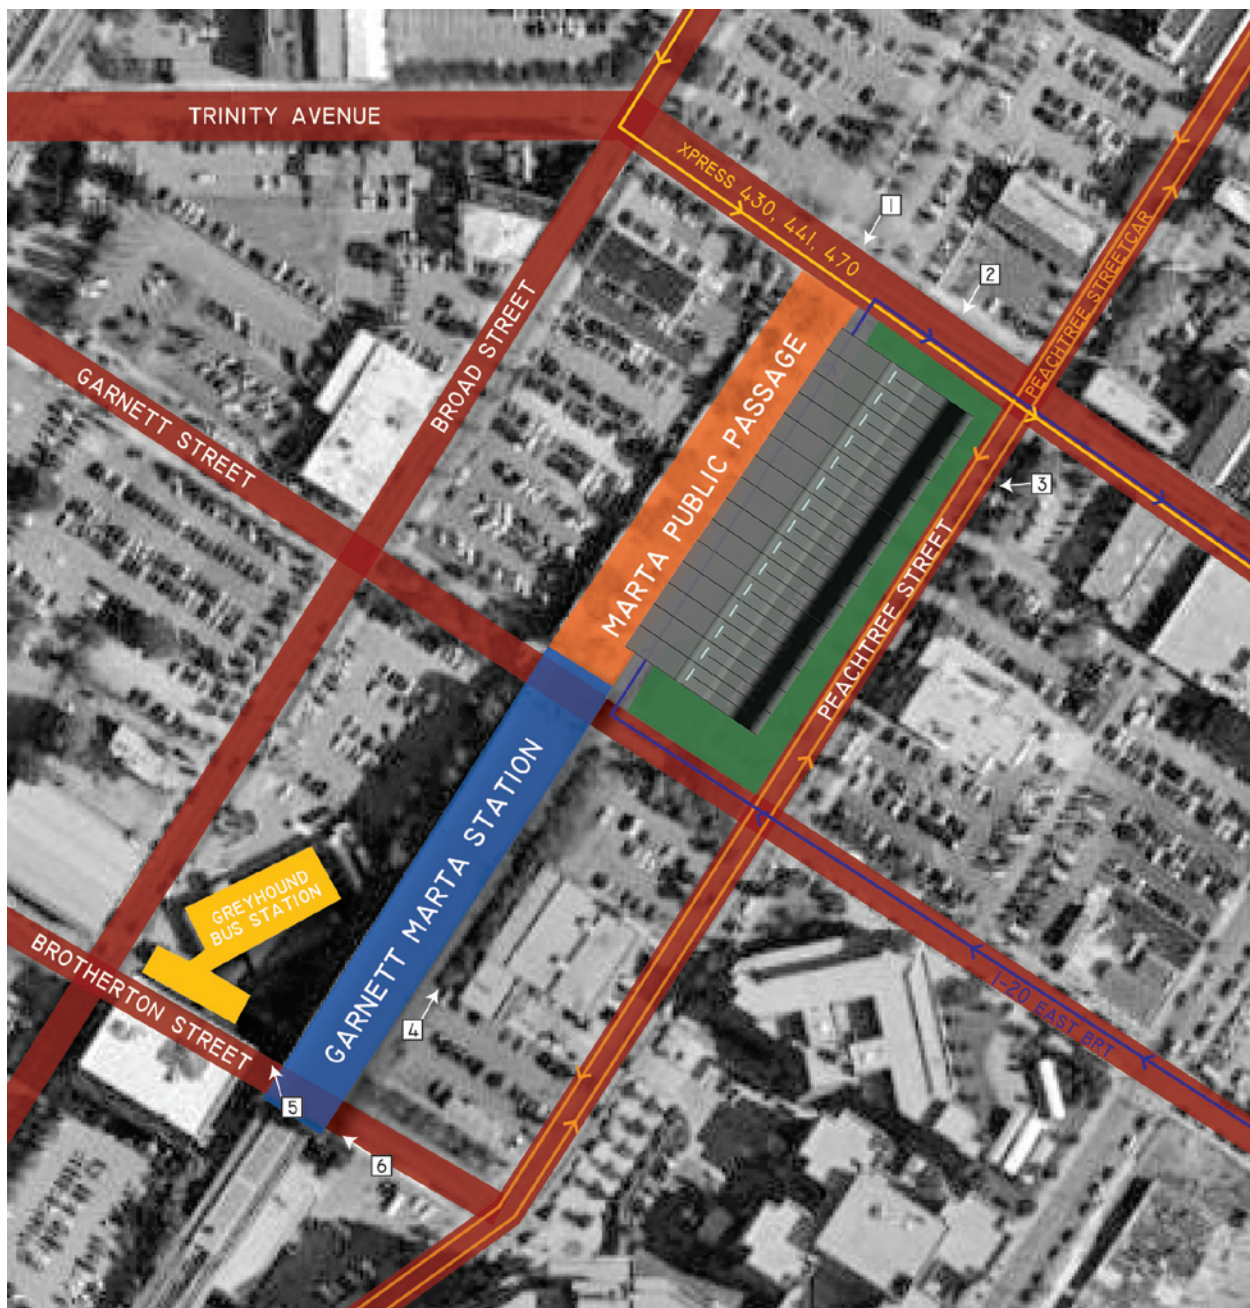 TRINITY AVENUE
XPRESS 430, 441, 470
1
2
PEACHTREE STREETCAR
GARNETT STREET
BROAD STREET
MARTA PUBLIC PASSAGE
3
PEACHTREE STREET
GARNETT MARTA STATION
GREYHOUND
BUS STATION
BROTHERTON STREET
I-20 EAST BRT
4
5
6